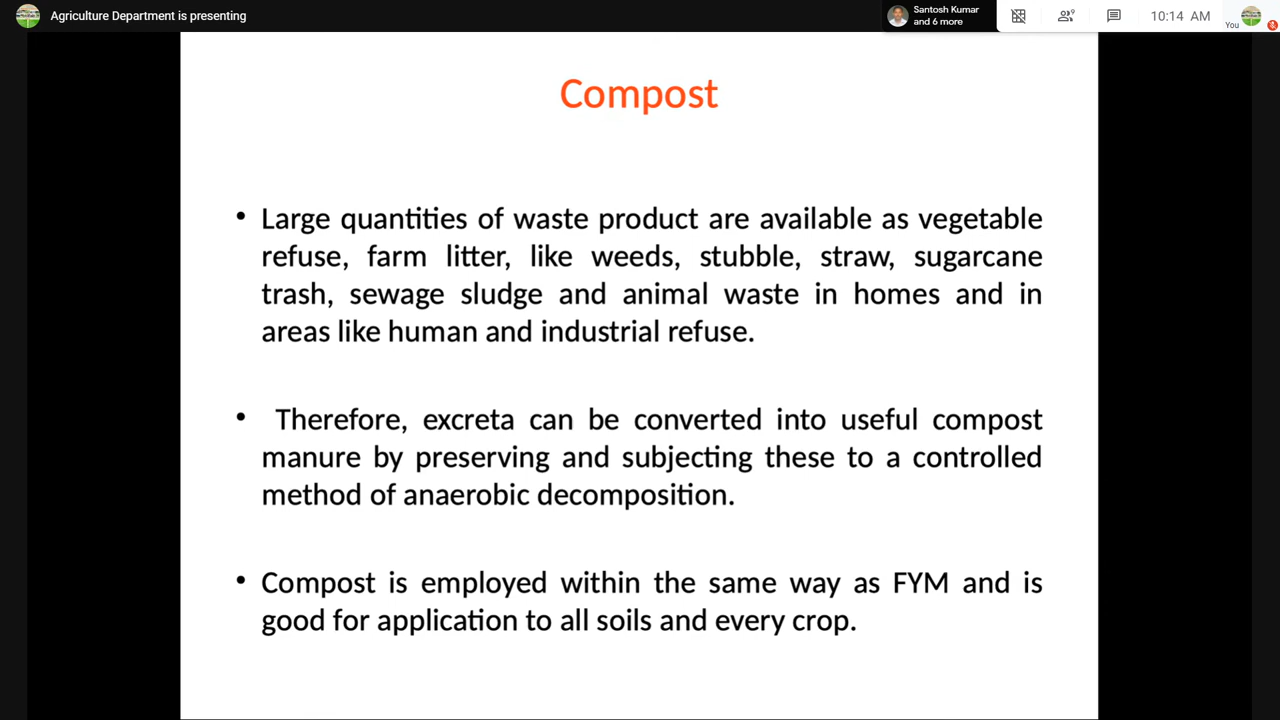 Agriculture Department is presenting
Santosh Kumar
and 6 more
9
10:14 AM
You
Compost
• Large quantities of waste product are available as vegetable
refuse, farm litter, like weeds, stubble, straw, sugarcane
trash, sewage sludge and animal waste in homes and in
areas like human and industrial refuse.
• Therefore, excreta can be converted into useful compost
manure by preserving and subjecting these to a controlled
method of anaerobic decomposition.
• Compost is employed within the same way as FYM and is
good for application to all soils and every crop.